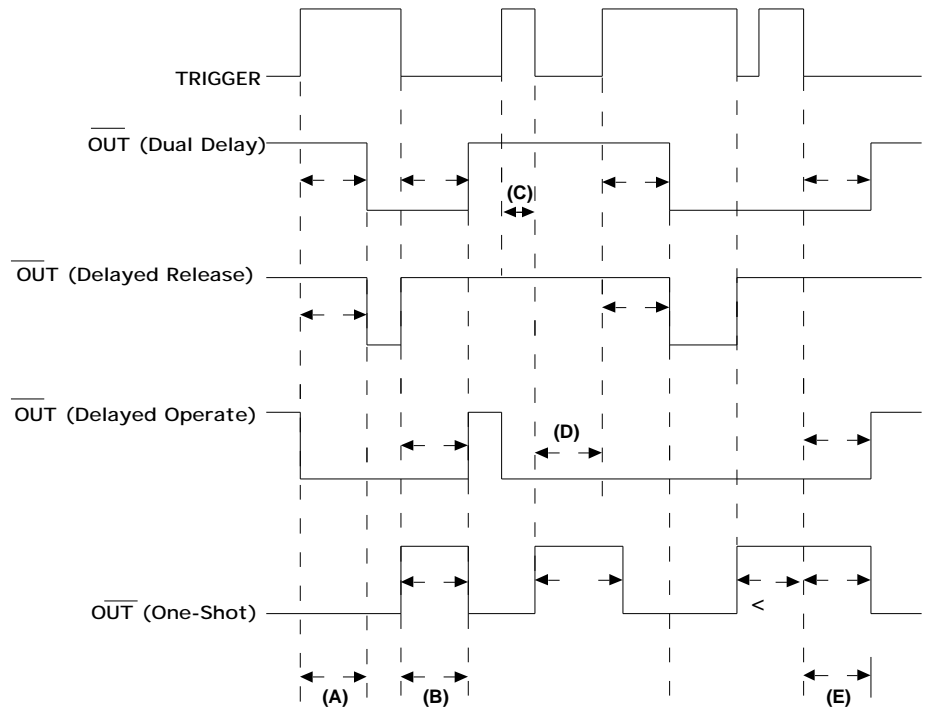 TRIGGER
OUT (Dual Delay)
(C)
OUT (Delayed Release)
OUT (Delayed Operate)
(D)
OUT (One-Shot)
<
(A)
(B)
(E)